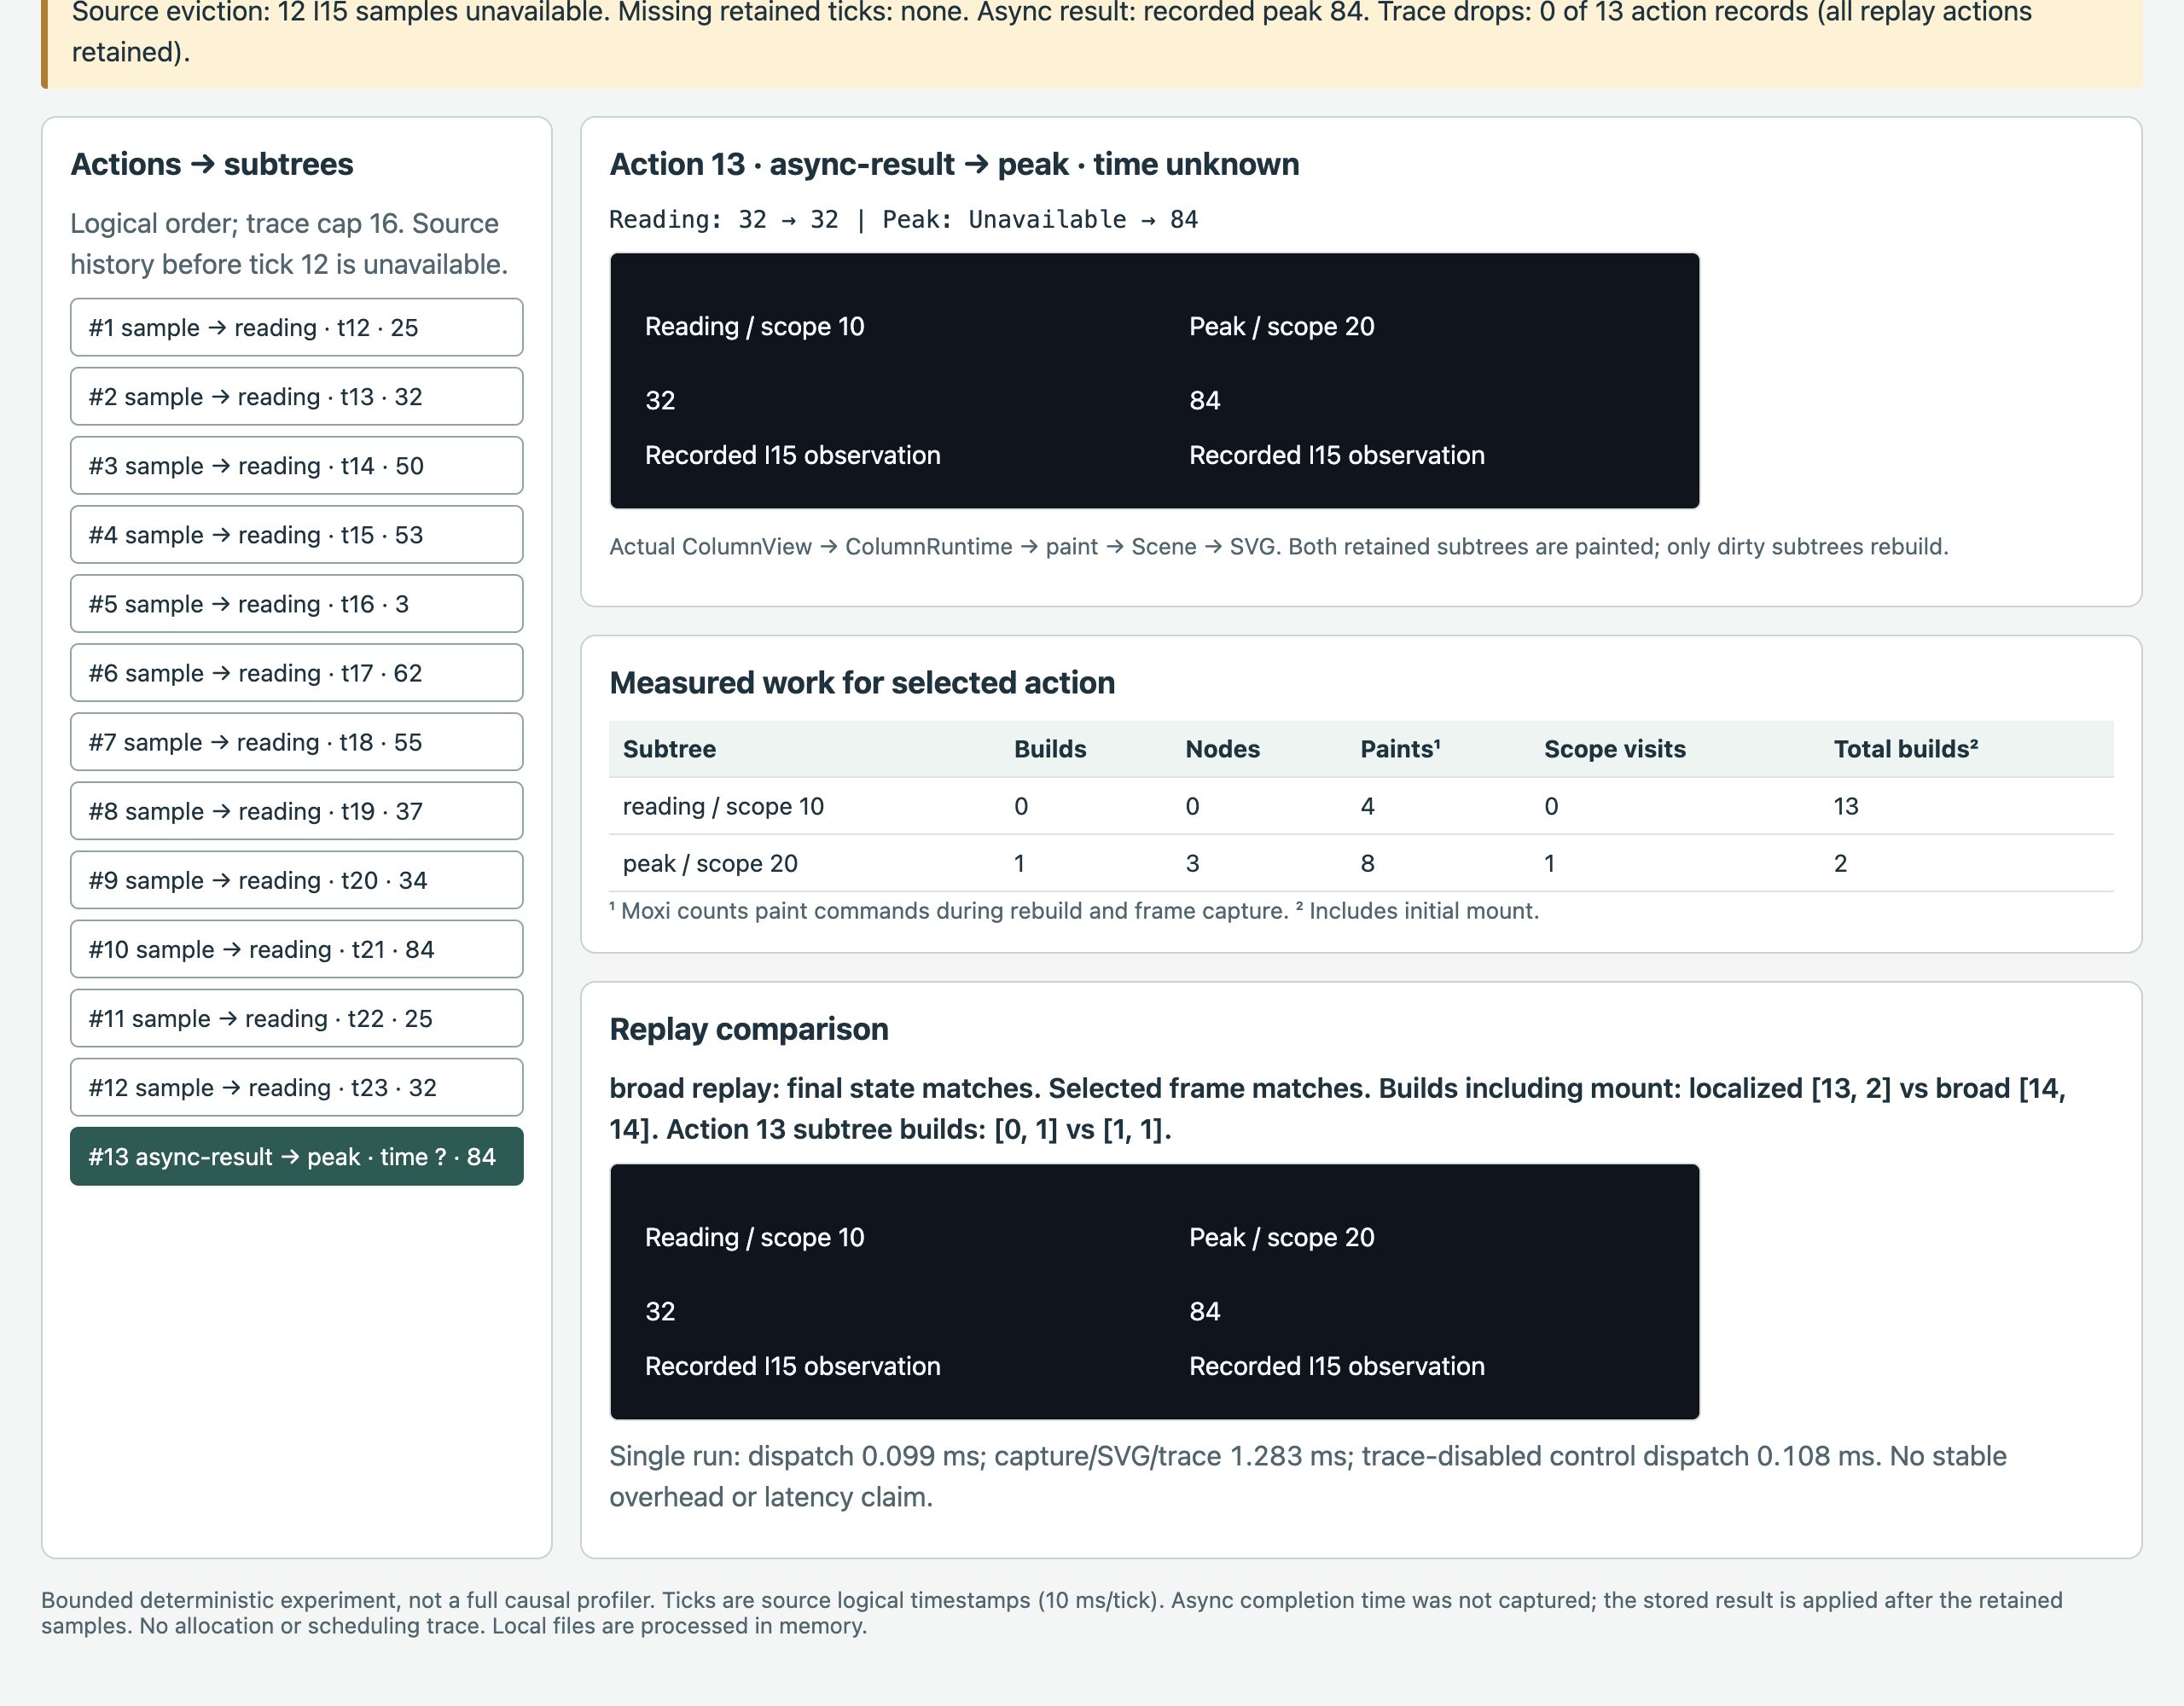 Source eviction: 12 I15 samples unavailable. Missing retained ticks: none. Async result: recorded peak 84. Trace drops: 0 of 13 action records (all replay actions
retained).
Actions → subtrees
Logical order; trace cap 16. Source
history before tick 12 is unavailable.
#1 sample → reading · t12 · 25
#2 sample → reading · t13 · 32
#3 sample → reading · t14 · 50
#4 sample → reading · t15 · 53
#5 sample → reading · t16 · 3
#6 sample → reading · t17 · 62
#7 sample → reading · t18 · 55
#8 sample → reading · t19 · 37
#9 sample → reading · t20 · 34
#10 sample → reading · t21 · 84
#11 sample → reading · t22 · 25
#12 sample → reading · t23 · 32
#13 async-result → peak · time ? · 84
Action 13 · async-result → peak · time unknown
Reading: 32 → 32 | Peak: Unavailable → 84
Reading / scope 10 Peak / scope 20
32 84
Recorded I15 observation Recorded I15 observation
Actual ColumnView → ColumnRuntime → paint → Scene → SVG. Both retained subtrees are painted; only dirty subtrees rebuild.
Measured work for selected action
Subtree Builds Nodes Paints¹ Scope visits Total builds²
reading / scope 10 0 0 4 0 13
peak / scope 20 1 3 8 1 2
¹ Moxi counts paint commands during rebuild and frame capture. ² Includes initial mount.
Replay comparison
broad replay: final state matches. Selected frame matches. Builds including mount: localized [13, 2] vs broad [14,
14]. Action 13 subtree builds: [0, 1] vs [1, 1].
Reading / scope 10 Peak / scope 20
32 84
Recorded I15 observation Recorded I15 observation
Single run: dispatch 0.099 ms; capture/SVG/trace 1.283 ms; trace-disabled control dispatch 0.108 ms. No stable
overhead or latency claim.
Bounded deterministic experiment, not a full causal profiler. Ticks are source logical timestamps (10 ms/tick). Async completion time was not captured; the stored result is applied after the retained
samples. No allocation or scheduling trace. Local files are processed in memory.